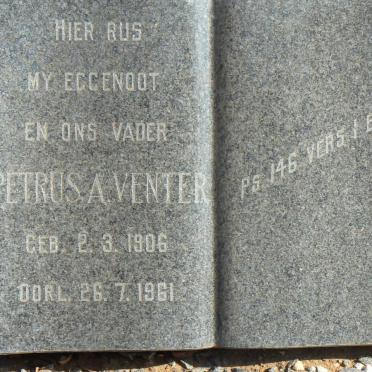 HIER RUS
MY EGGENOOT
EN ONS VADER
PETRUS A. VENTER
GEB. 2. 3. 1906
OORL. 26. 7. 1961
PS. 146 VERS. 1